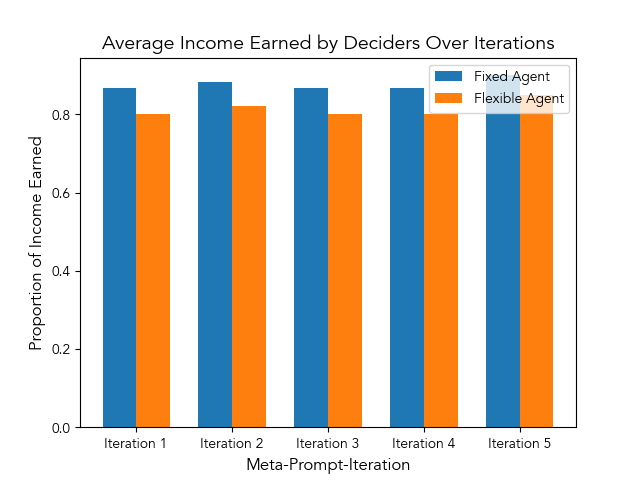 Average Income Earned by Deciders Over Iterations
Fixed Agent
Flexible Agent
Proportion of Income Earned
0.8
0.6
0.4
0.2
0.0
Iteration 1
Iteration 2
Iteration 3
Iteration 4
Iteration 5
Meta-Prompt-Iteration